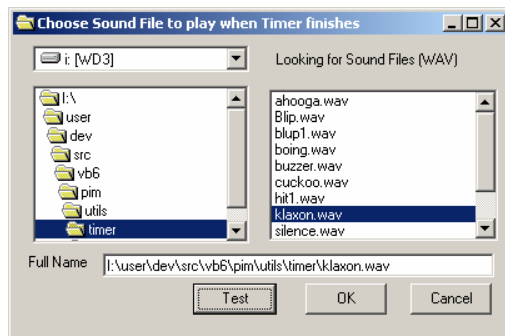 Choose Sound File to play when Timer finishes
i: [WD3]
Looking for Sound Files (WAV)
I:\
user
dev
src
vb6
pim
utils
timer
ahooga.wav
Blip.wav
blup1.wav
boing.wav
buzzer.wav
cuckoo.wav
hit1.wav
klaxon.wav
silence.wav
Full Name
I:\user\dev\src\vb6\pim\utils\timer\klaxon.wav
Test
OK
Cancel